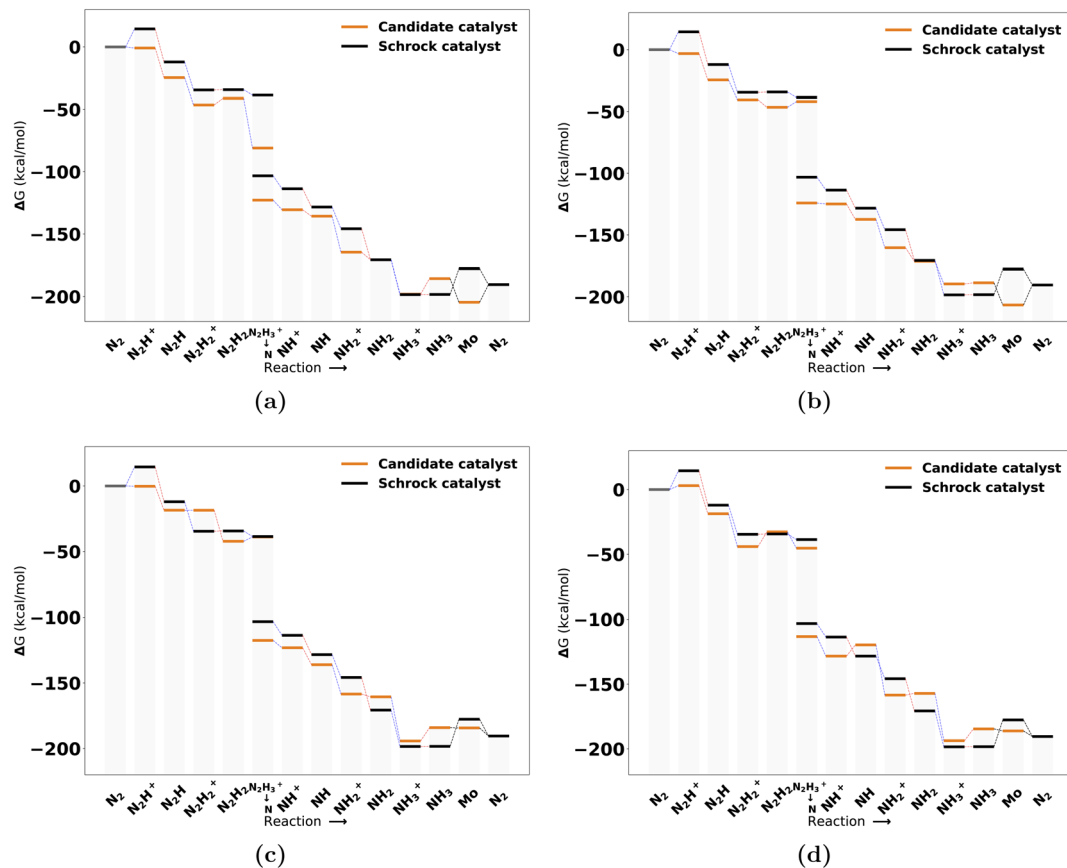 Candidate catalyst
Schrock catalyst
0
−50
−100
−150
−200
ΔG (kcal/mol)
N₂ N₂H⁺ N₂H N₂H₂⁺ N₂H₂ N₂H₃⁺ ↓ N NH⁺ NH NH₂⁺ NH₂ NH₃⁺ NH₃ Mo N₂
Reaction →
(a)
Candidate catalyst
Schrock catalyst
0
−50
−100
−150
−200
ΔG (kcal/mol)
N₂ N₂H⁺ N₂H N₂H₂⁺ N₂H₂ N₂H₃⁺ ↓ N NH⁺ NH NH₂⁺ NH₂ NH₃⁺ NH₃ Mo N₂
Reaction →
(b)
Candidate catalyst
Schrock catalyst
0
−50
−100
−150
−200
ΔG (kcal/mol)
N₂ N₂H⁺ N₂H N₂H₂⁺ N₂H₂ N₂H₃⁺ ↓ N NH⁺ NH NH₂⁺ NH₂ NH₃⁺ NH₃ Mo N₂
Reaction →
(c)
Candidate catalyst
Schrock catalyst
0
−50
−100
−150
−200
ΔG (kcal/mol)
N₂ N₂H⁺ N₂H N₂H₂⁺ N₂H₂ N₂H₃⁺ ↓ N NH⁺ NH NH₂⁺ NH₂ NH₃⁺ NH₃ Mo N₂
Reaction →
(d)